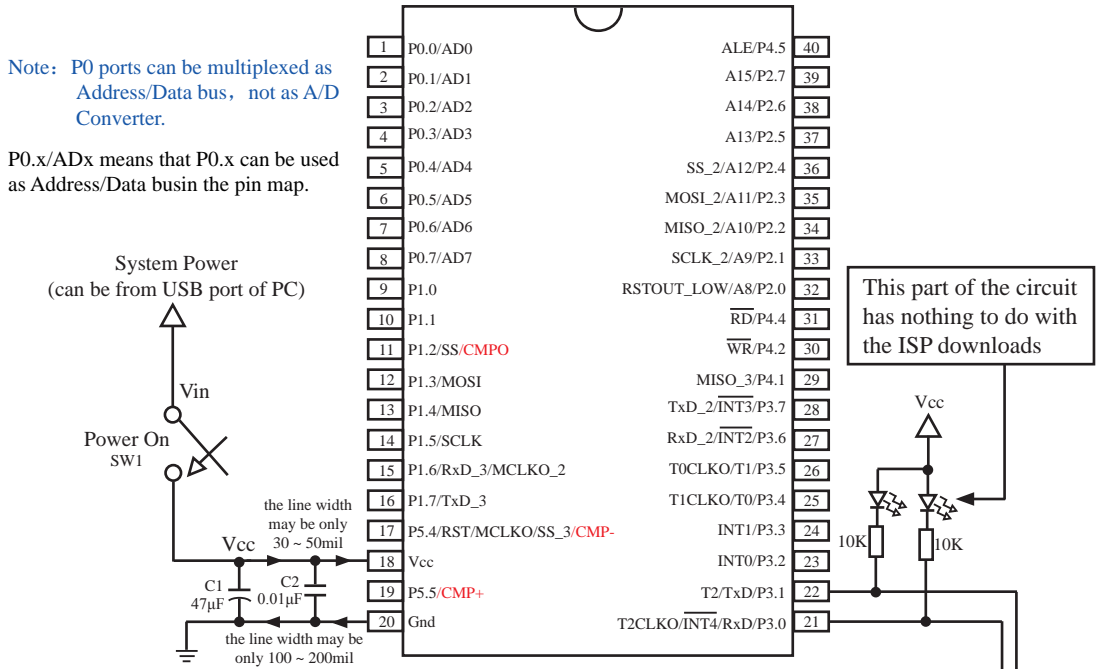 Note：P0 ports can be multiplexed as
Address/Data bus，not as A/D
Converter.
P0.x/ADx means that P0.x can be used
as Address/Data busin the pin map.
System Power
(can be from USB port of PC)
Vin
Power On
SW1
the line width
may be only
30 ~ 50mil
Vcc
C1
47μF
C2
0.01μF
the line width may be
only 100 ~ 200mil
1 P0.0/AD0
2 P0.1/AD1
3 P0.2/AD2
4 P0.3/AD3
5 P0.4/AD4
6 P0.5/AD5
7 P0.6/AD6
8 P0.7/AD7
9 P1.0
10 P1.1
11 P1.2/SS/CMPO
12 P1.3/MOSI
13 P1.4/MISO
14 P1.5/SCLK
15 P1.6/RxD_3/MCLKO_2
16 P1.7/TxD_3
17 P5.4/RST/MCLKO/SS_3/CMP-
18 Vcc
19 P5.5/CMP+
20 Gnd
ALE/P4.5 40
A15/P2.7 39
A14/P2.6 38
A13/P2.5 37
SS_2/A12/P2.4 36
MOSI_2/A11/P2.3 35
MISO_2/A10/P2.2 34
SCLK_2/A9/P2.1 33
RSTOUT_LOW/A8/P2.0 32
RD/P4.4 31
WR/P4.2 30
MISO_3/P4.1 29
TxD_2/INT3/P3.7 28
RxD_2/INT2/P3.6 27
T0CLKO/T1/P3.5 26
T1CLKO/T0/P3.4 25
INT1/P3.3 24
INT0/P3.2 23
T2/TxD/P3.1 22
T2CLKO/INT4/RxD/P3.0 21
This part of the circuit
has nothing to do with
the ISP downloads
Vcc
10K
10K